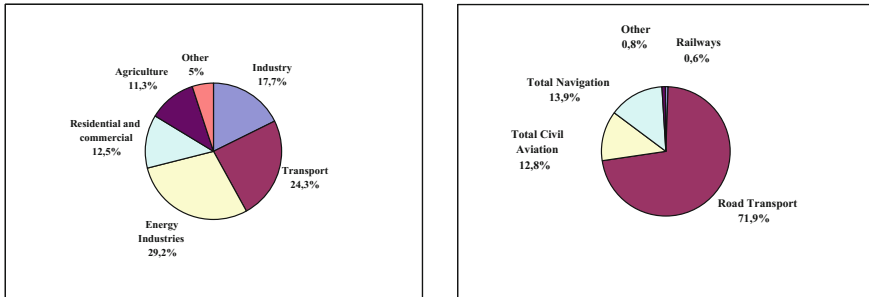 Other
5%
Industry
17,7%
Agriculture
11,3%
Residential and
commercial
12,5%
Transport
24,3%
Energy
Industries
29,2%
Other
0,8%
Railways
0,6%
Total Navigation
13,9%
Total Civil
Aviation
12,8%
Road Transport
71,9%